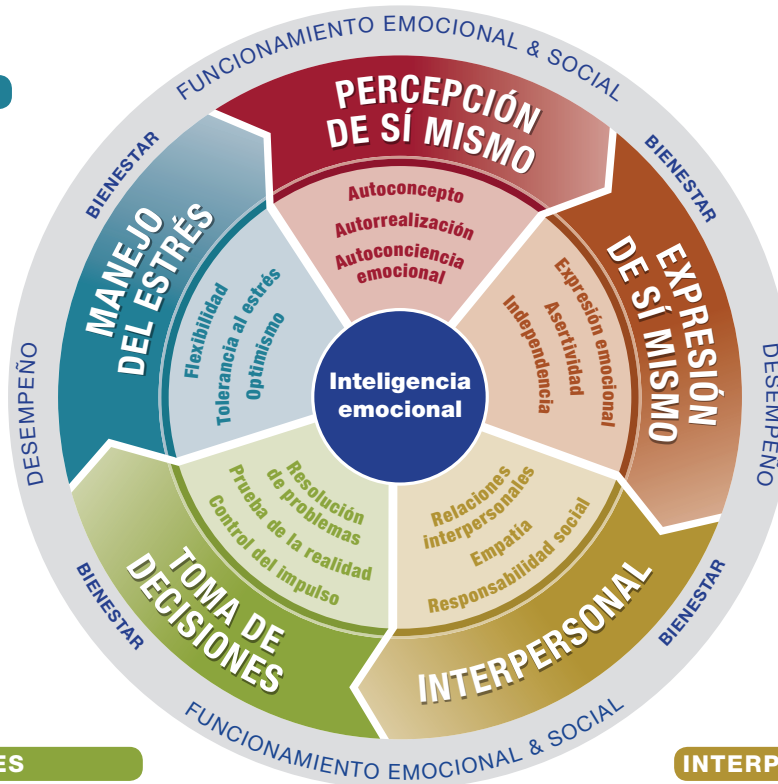 FUNCIONAMIENTO EMOCIONAL & SOCIAL
BIENESTAR
BIENESTAR
DESEMPEÑO
DESEMPEÑO
PERCEPCIÓN
DE SÍ MISMO
Autoconcepto
Autorrealización
Autoconciencia
emocional
EXPRESIÓN
DE SÍ MISMO
Expresión emocional
Asertividad
Independencia
INTERPERSONAL
Relaciones
interpersonales
Empatía
Responsabilidad social
TOMA DE
DECISIONES
Resolución
de problemas
Prueba de la realidad
Control del impulso
MANEJO
DEL ESTRÉS
Flexibilidad
Tolerancia al estrés
Optimismo
Inteligencia
emocional
BIENESTAR
BIENESTAR
FUNCIONAMIENTO EMOCIONAL & SOCIAL
ES
INTERP